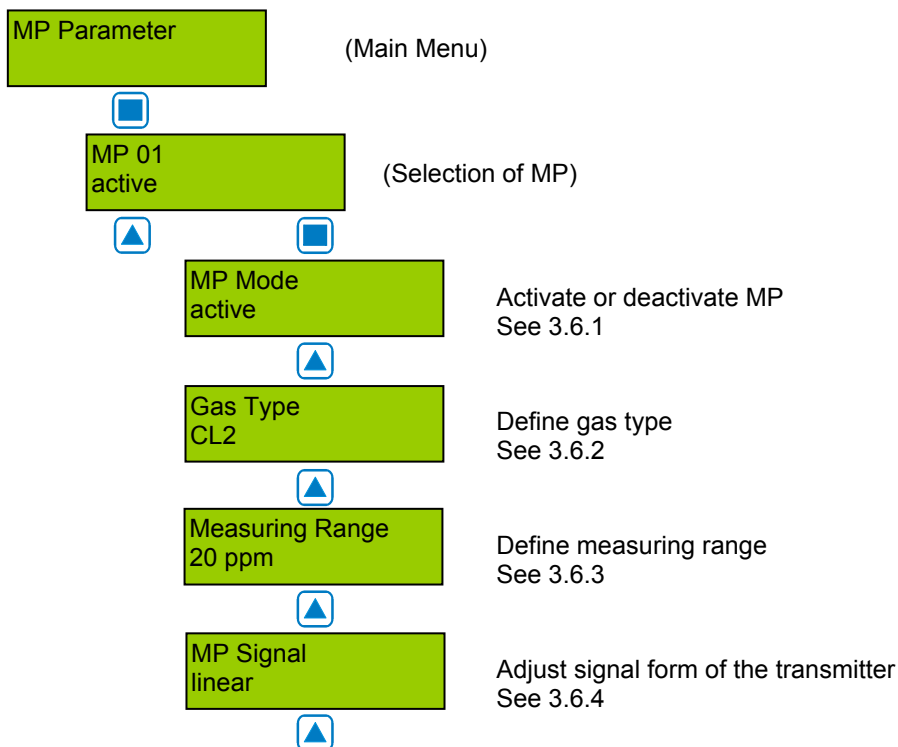 MP Parameter
(Main Menu)
MP 01
active
(Selection of MP)
MP Mode
active
Activate or deactivate MP
See 3.6.1
Gas Type
CL2
Define gas type
See 3.6.2
Measuring Range
20 ppm
Define measuring range
See 3.6.3
MP Signal
linear
Adjust signal form of the transmitter
See 3.6.4